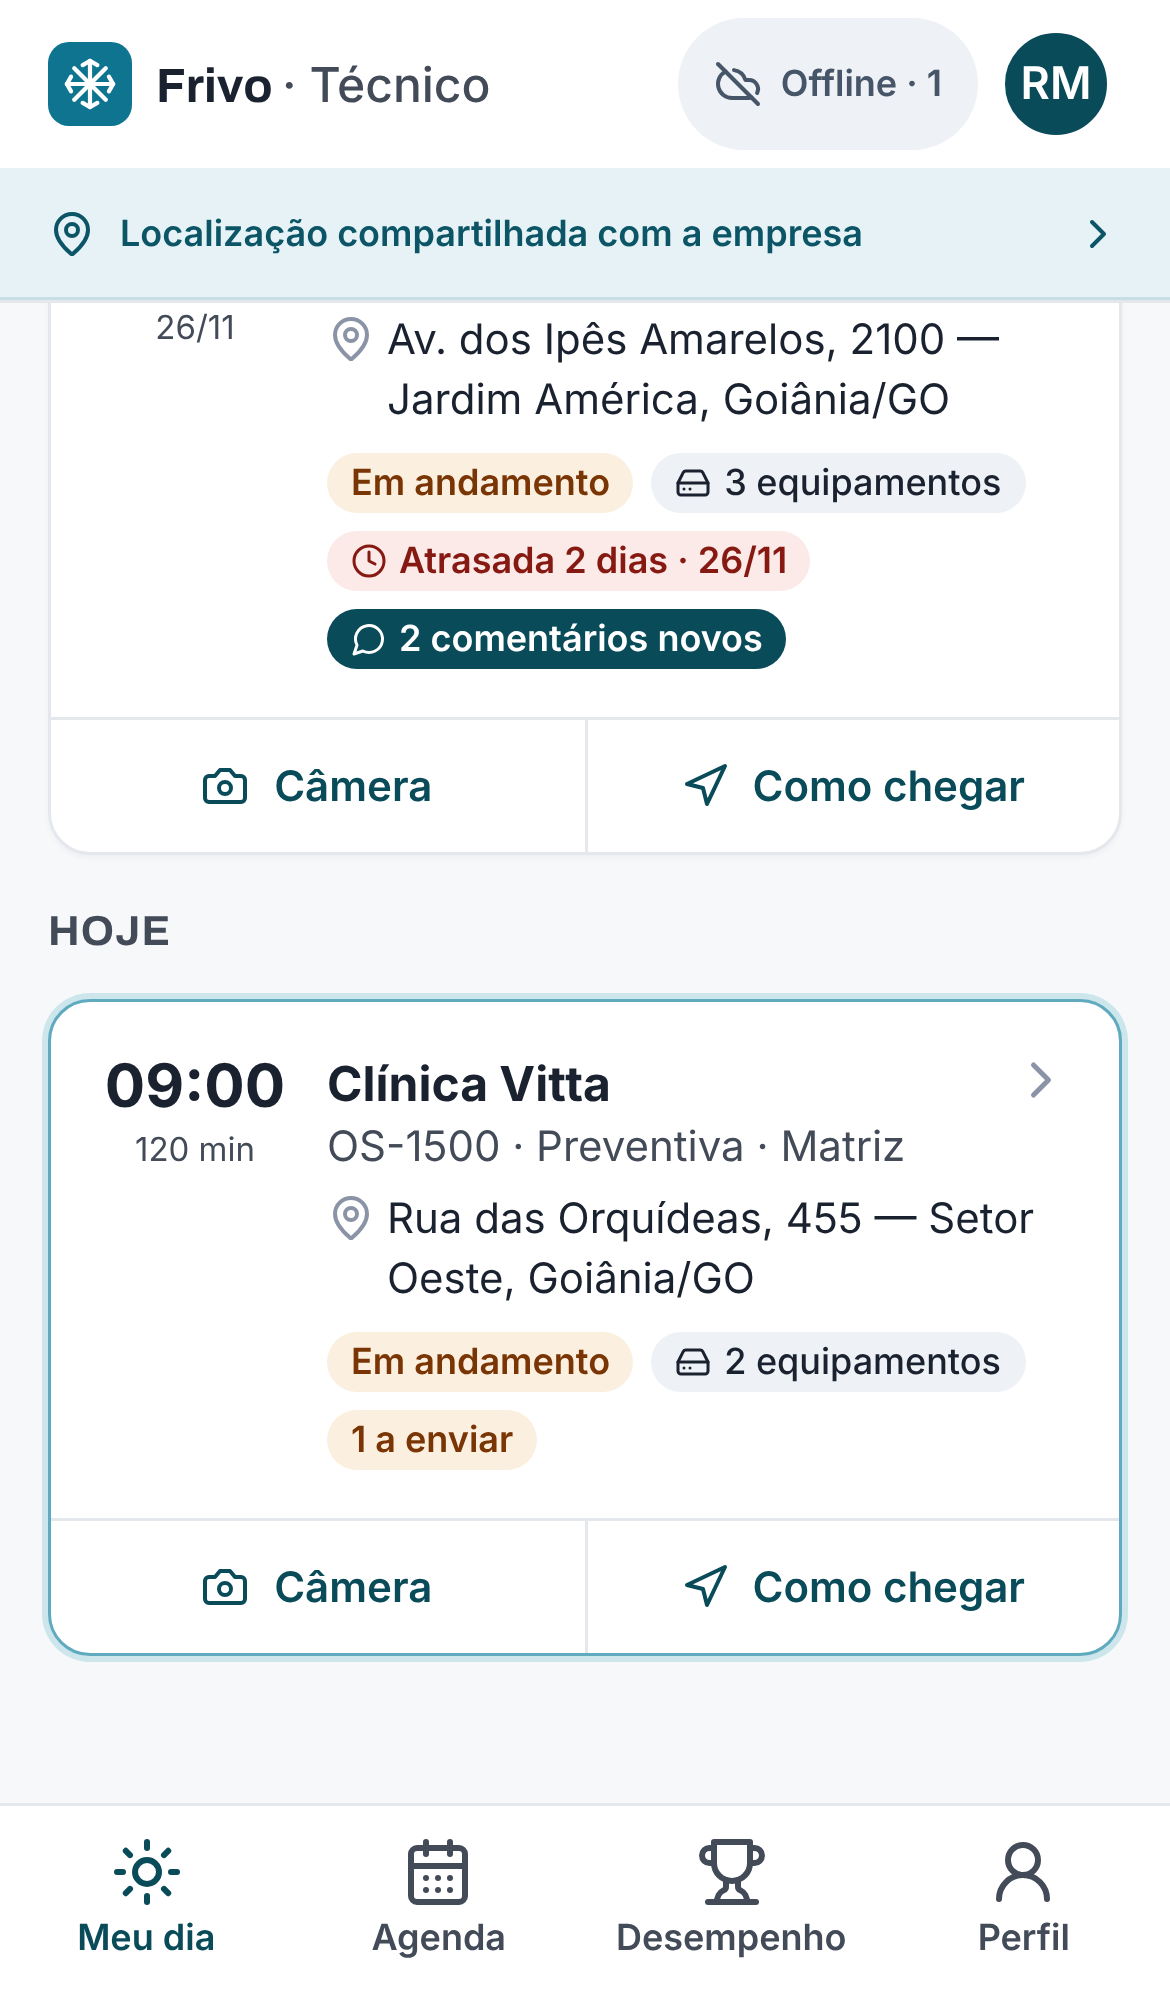 Frivo · Técnico
Offline · 1
RM
Localização compartilhada com a empresa
26/11
Av. dos Ipês Amarelos, 2100 —
Jardim América, Goiânia/GO
Em andamento
3 equipamentos
Atrasada 2 dias · 26/11
2 comentários novos
Câmera
Como chegar
HOJE
09:00
120 min
Clínica Vitta
OS-1500 · Preventiva · Matriz
Rua das Orquídeas, 455 — Setor
Oeste, Goiânia/GO
Em andamento
2 equipamentos
1 a enviar
Câmera
Como chegar
Meu dia
Agenda
Desempenho
Perfil